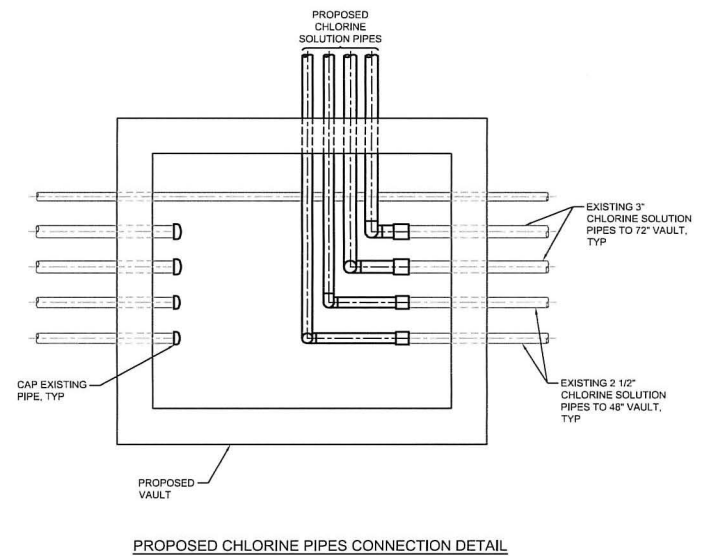 PROPOSED
CHLORINE
SOLUTION PIPES
EXISTING 3"
CHLORINE SOLUTION
PIPES TO 72" VAULT,
TYP
CAP EXISTING
PIPE, TYP
EXISTING 2 1/2"
CHLORINE SOLUTION
PIPES TO 48" VAULT,
TYP
PROPOSED
VAULT
PROPOSED CHLORINE PIPES CONNECTION DETAIL